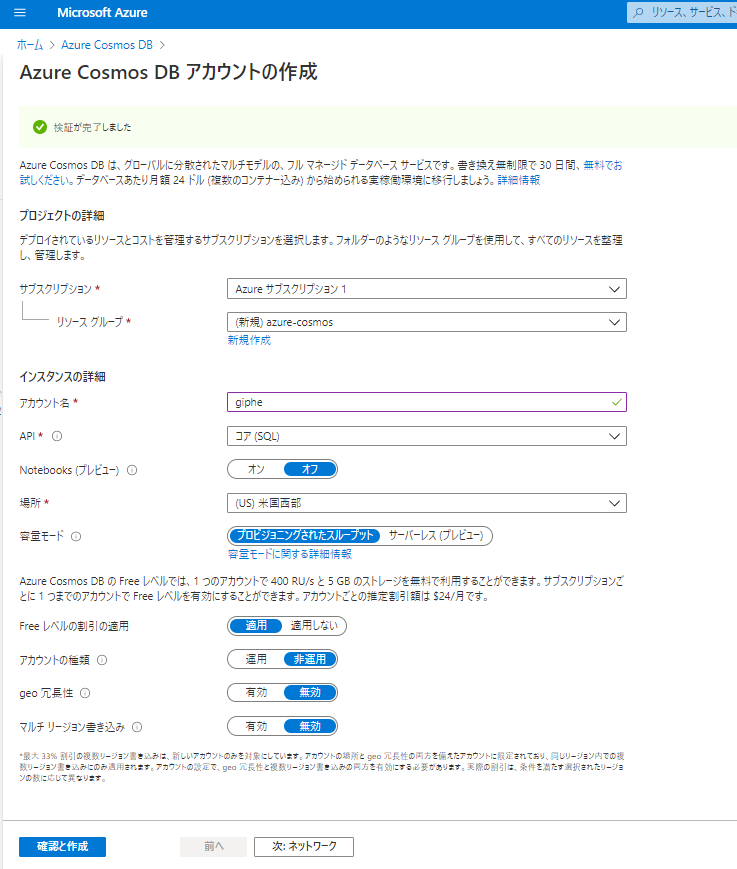 Microsoft Azure
リソース、サービス、ド
ホーム > Azure Cosmos DB >
Azure Cosmos DB アカウントの作成
検証が完了しました
Azure Cosmos DB は、グローバルに分散されたマルチモデルの、フル マネージド データベース サービスです。書き換え無制限で 30 日間、無料でお
試しください。データベースあたり月額 24 ドル (複数のコンテナー込み) から始められる実稼働環境に移行しましょう。詳細情報
プロジェクトの詳細
デプロイされているリソースとコストを管理するサブスクリプションを選択します。フォルダーのようなリソース グループを使用して、すべてのリソースを整理
し、管理します。
サブスクリプション * Azure サブスクリプション 1
リソース グループ * (新規) azure-cosmos
新規作成
インスタンスの詳細
アカウント名 * giphe
API * コア (SQL)
Notebooks (プレビュー) オン オフ
場所 * (US) 米国西部
容量モード プロビジョニングされたスループット サーバーレス (プレビュー)
容量モードに関する詳細情報
Azure Cosmos DB の Free レベルでは、1 つのアカウントで 400 RU/s と 5 GB のストレージを無料で利用することができます。サブスクリプションご
とに 1 つまでのアカウントで Free レベルを有効にすることができます。アカウントごとの推定割引額は $24/月です。
Free レベルの割引の適用 適用 適用しない
アカウントの種類 運用 非運用
geo 冗長性 有効 無効
マルチ リージョン書き込み 有効 無効
*最大 33% 割引の複数リージョン書き込みは、新しいアカウントのみを対象にしています。アカウントの場所と geo 冗長性の両方を備えたアカウントに限定されており、同じリージョン内での複
数リージョン書き込みにのみ適用されます。アカウントの設定で、geo 冗長性と複数リージョン書き込みの両方を有効にする必要があります。実際の割引は、条件を満たす選択されたリージョ
ンの数に応じて異なります。
確認と作成 前へ 次: ネットワーク